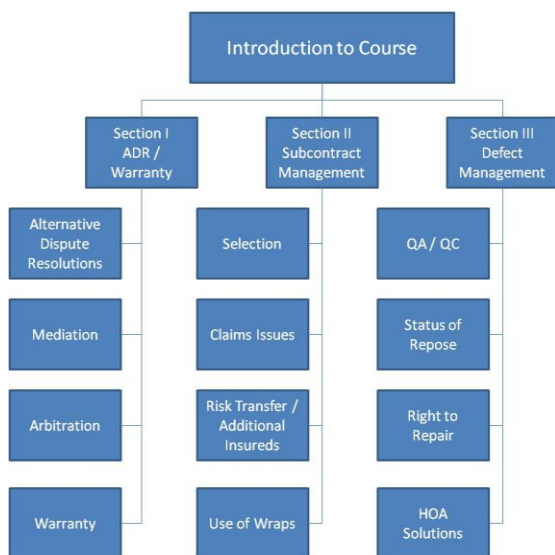 Introduction to Course
Section I
ADR /
Warranty
Section II
Subcontract
Management
Section III
Defect
Management
Alternative
Dispute
Resolutions
Mediation
Arbitration
Warranty
Selection
Claims Issues
Risk Transfer /
Additional
Insureds
Use of Wraps
QA / QC
Status of
Repose
Right to
Repair
HOA
Solutions